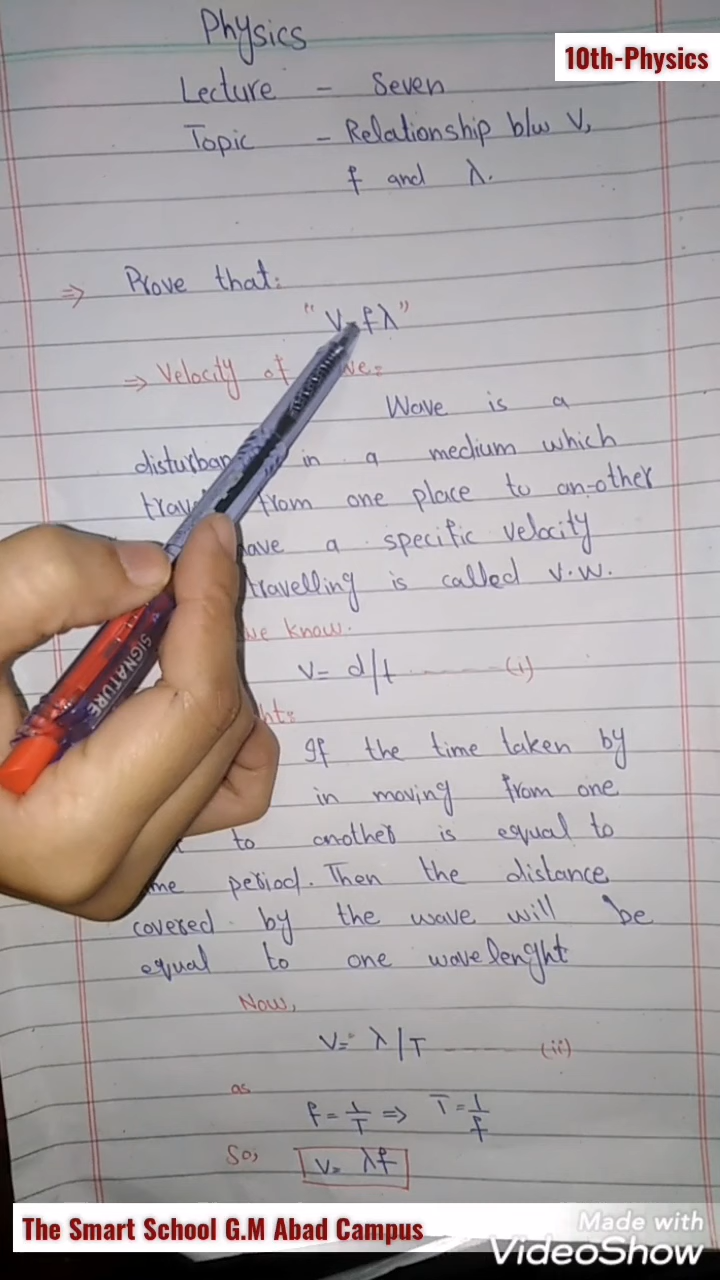 Physics
10th-Physics
Lecture - Seven
Topic - Relationship b/w V,
f and λ.
⇒ Prove that:
"V=fλ"
⇒ Velocity of
Wave is a
in a medium which
from one place to an-other
a specific velocity
travelling is called v.w.
we know.
v= d/t ------- (i)
If the time taken by
in moving from one
to another is equal to
period. Then the distance
covered by the wave will be
equal to one wavelenght
Now,
V= λ/T ------- (ii)
as
f = 1/T ⇒ T = 1/f
So,
v= λf
SIGNATURE
The Smart School G.M Abad Campus
Made with
VideoShow